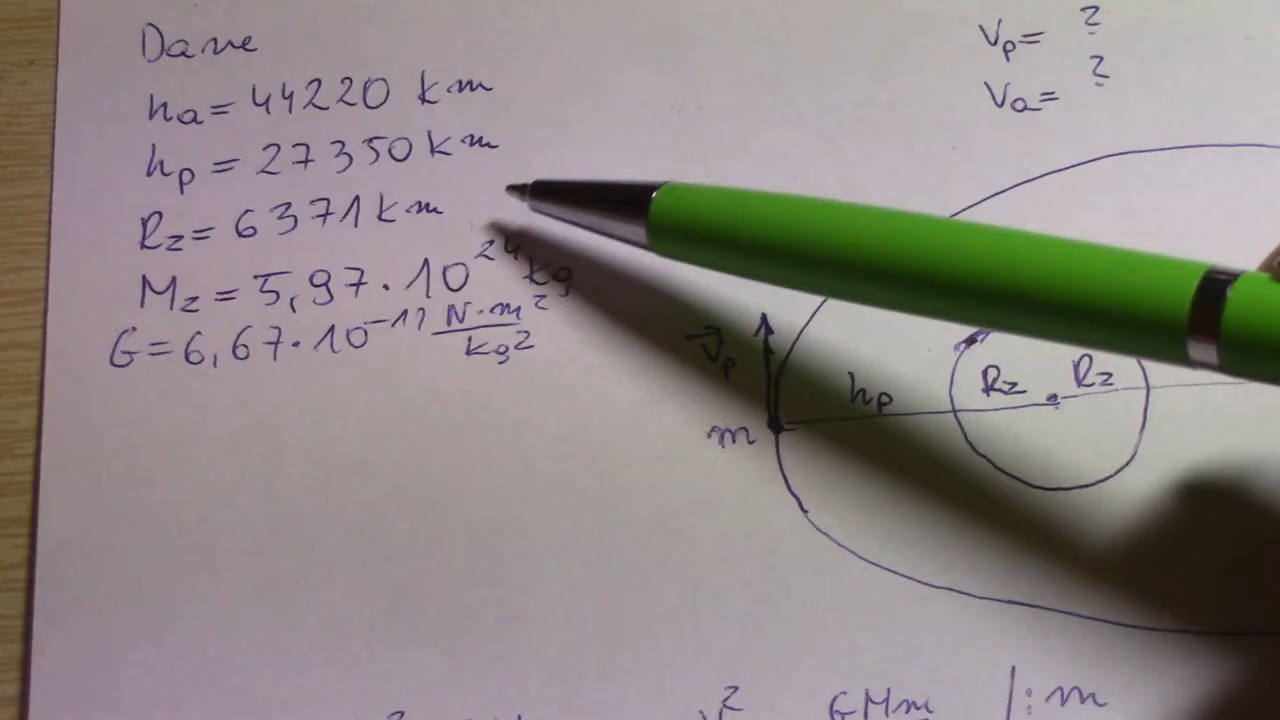 Dane
ha = 44220 km
hp = 27350 km
Rz = 6371 km
Mz = 5,97 · 10²⁴ kg
G = 6,67 · 10⁻¹¹ N·m²/kg²
Vp = ?
Va = ?
Vp
hp
Rz Rz
m
GMm |:m